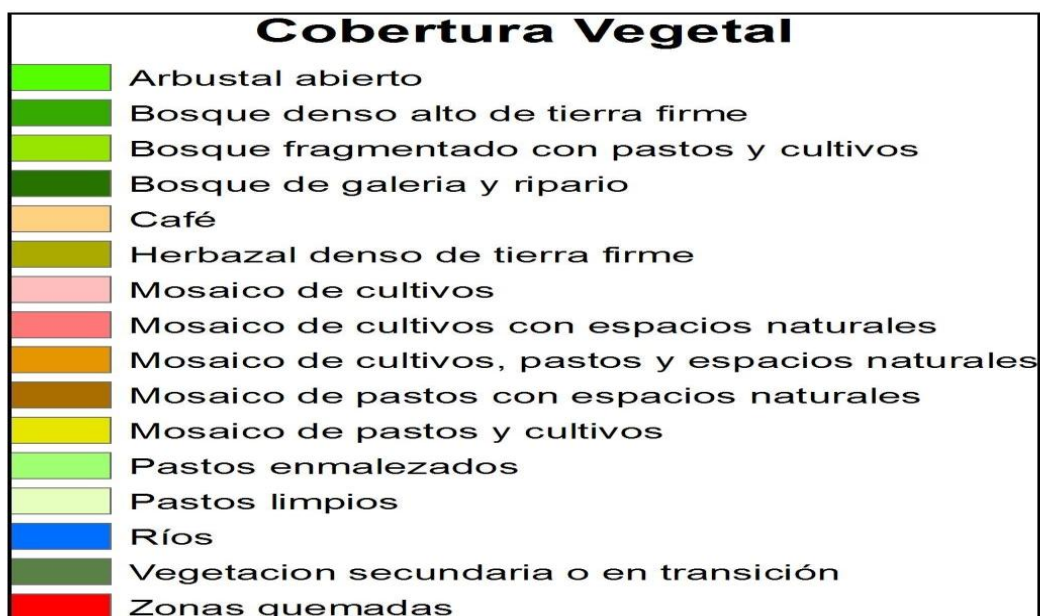 Cobertura Vegetal
Arbustal abierto
Bosque denso alto de tierra firme
Bosque fragmentado con pastos y cultivos
Bosque de galeria y ripario
Café
Herbazal denso de tierra firme
Mosaico de cultivos
Mosaico de cultivos con espacios naturales
Mosaico de cultivos, pastos y espacios naturales
Mosaico de pastos con espacios naturales
Mosaico de pastos y cultivos
Pastos enmalezados
Pastos limpios
Ríos
Vegetacion secundaria o en transición
Zonas quemadas